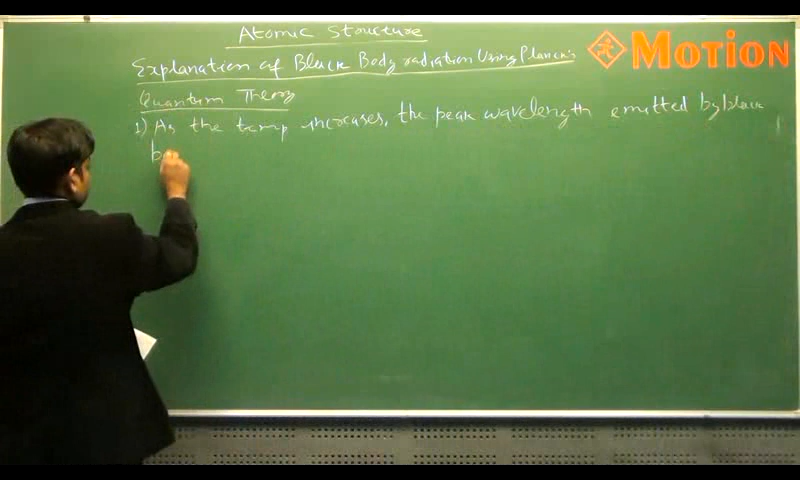 Atomic Structure
MOTION
Explanation of Black Body radiation Using Planck's
Quantum Theory
1) As the temp increases, the peak wavelength emitted by black
bo